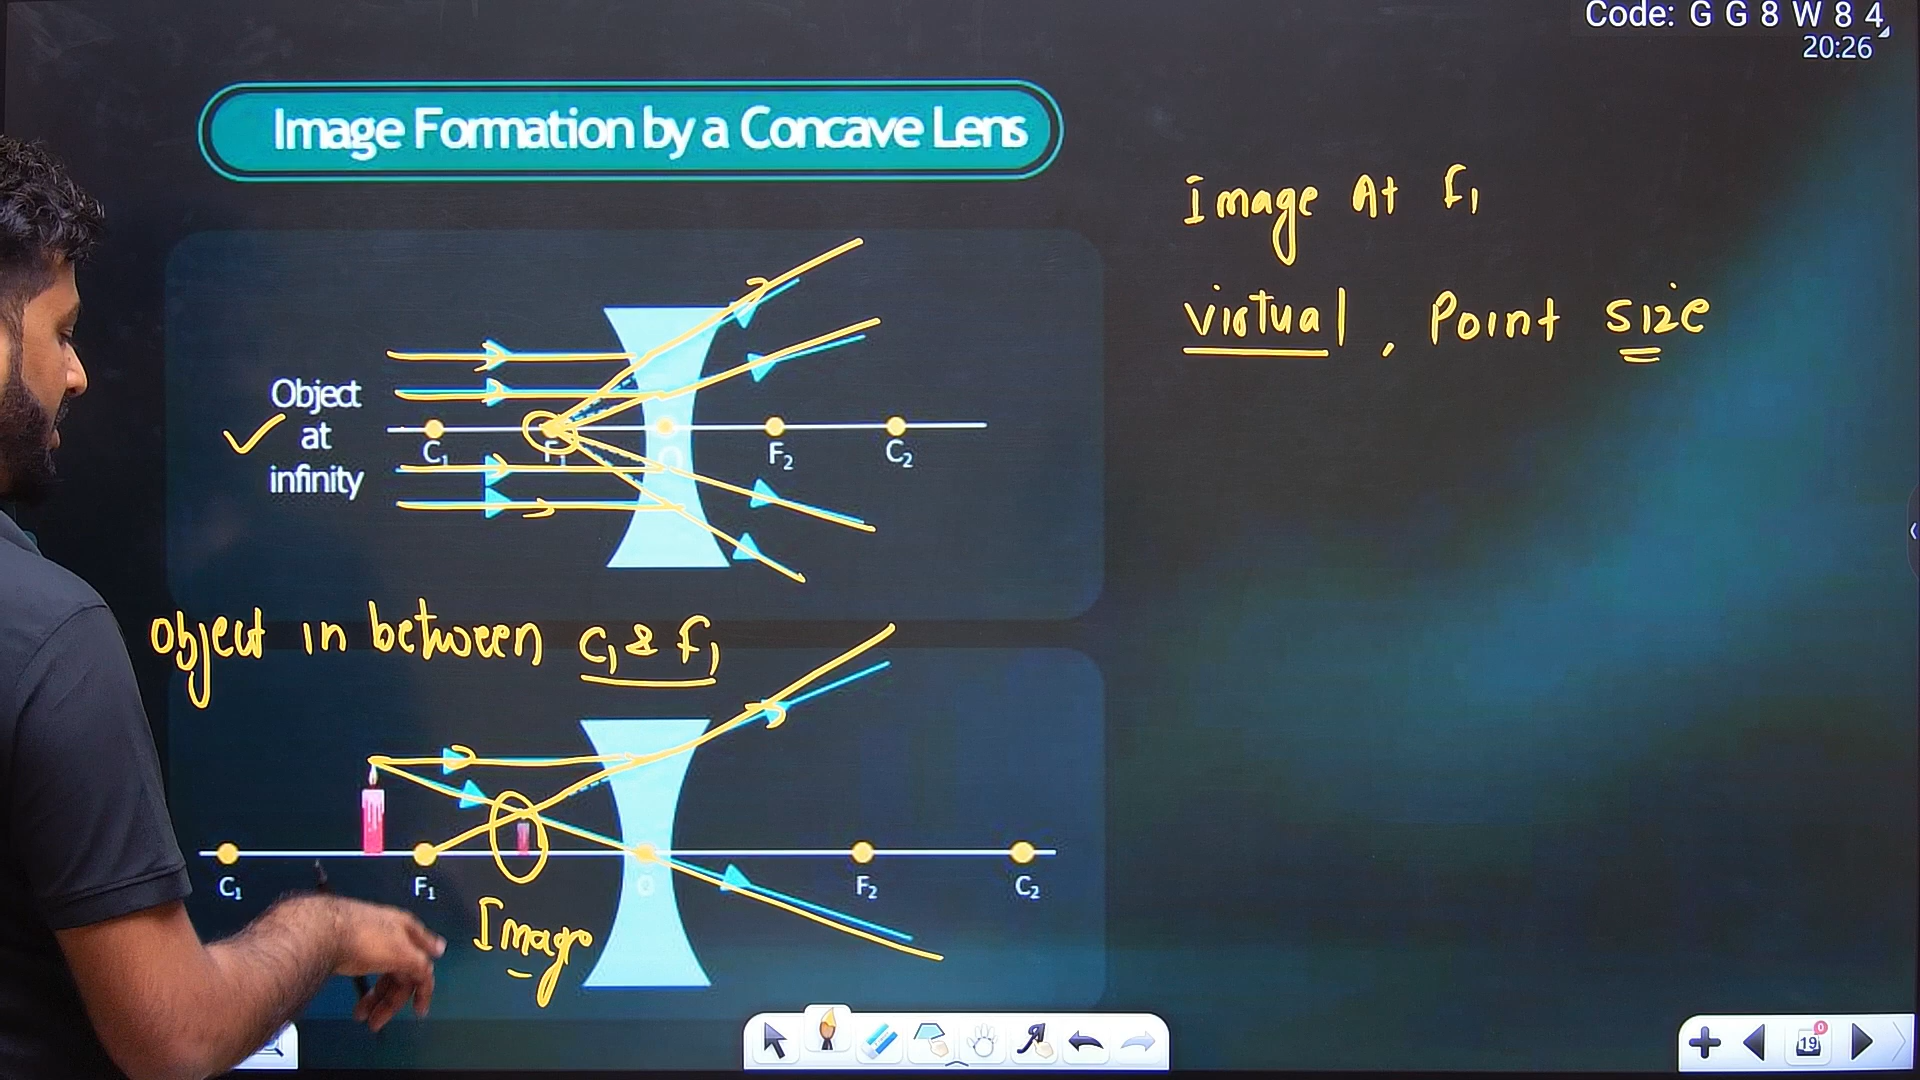 Code: G G 8 W 8 4
20:26
Image Formation by a Concave Lens
Image At F1
virtual, Point size
Object
at
infinity
C1 F1 O F2 C2
Object in between C1 & F1
C1 F1 O F2 C2
Image
19
0